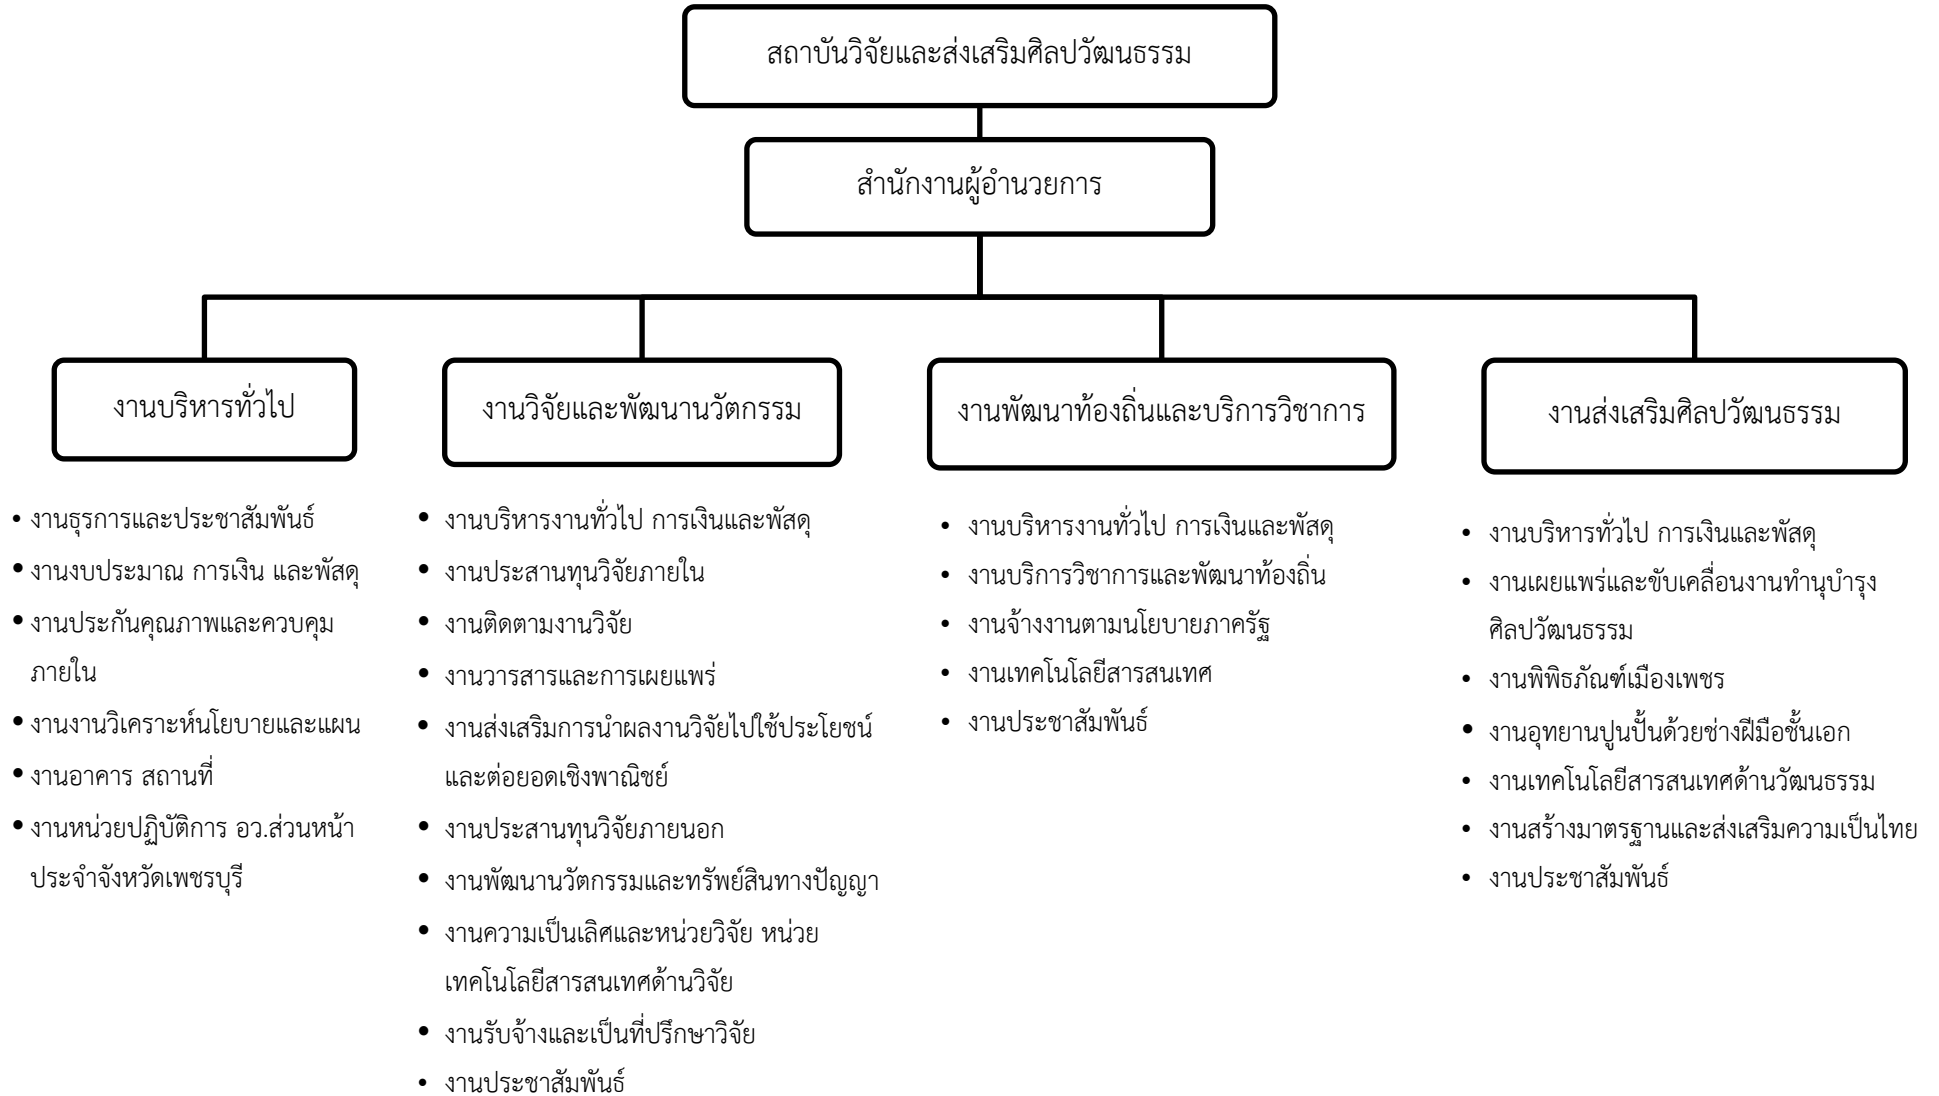 สถาบันวิจัยและส่งเสริมศิลปวัฒนธรรม
สำนักงานผู้อำนวยการ
งานบริหารทั่วไป
• งานธุรการและประชาสัมพันธ์
• งานงบประมาณ การเงิน และพัสดุ
• งานประกันคุณภาพและควบคุม
ภายใน
• งานงานวิเคราะห์นโยบายและแผน
• งานอาคาร สถานที่
• งานหน่วยปฏิบัติการ อว.ส่วนหน้า
ประจำจังหวัดเพชรบุรี
งานวิจัยและพัฒนานวัตกรรม
• งานบริหารงานทั่วไป การเงินและพัสดุ
• งานประสานทุนวิจัยภายใน
• งานติดตามงานวิจัย
• งานวารสารและการเผยแพร่
• งานส่งเสริมการนำผลงานวิจัยไปใช้ประโยชน์
และต่อยอดเชิงพาณิชย์
• งานประสานทุนวิจัยภายนอก
• งานพัฒนานวัตกรรมและทรัพย์สินทางปัญญา
• งานความเป็นเลิศและหน่วยวิจัย หน่วย
เทคโนโลยีสารสนเทศด้านวิจัย
• งานรับจ้างและเป็นที่ปรึกษาวิจัย
• งานประชาสัมพันธ์
งานพัฒนาท้องถิ่นและบริการวิชาการ
• งานบริหารงานทั่วไป การเงินและพัสดุ
• งานบริการวิชาการและพัฒนาท้องถิ่น
• งานจ้างงานตามนโยบายภาครัฐ
• งานเทคโนโลยีสารสนเทศ
• งานประชาสัมพันธ์
งานส่งเสริมศิลปวัฒนธรรม
• งานบริหารทั่วไป การเงินและพัสดุ
• งานเผยแพร่และขับเคลื่อนงานทำนุบำรุง
ศิลปวัฒนธรรม
• งานพิพิธภัณฑ์เมืองเพชร
• งานอุทยานปูนปั้นด้วยช่างฝีมือชั้นเอก
• งานเทคโนโลยีสารสนเทศด้านวัฒนธรรม
• งานสร้างมาตรฐานและส่งเสริมความเป็นไทย
• งานประชาสัมพันธ์